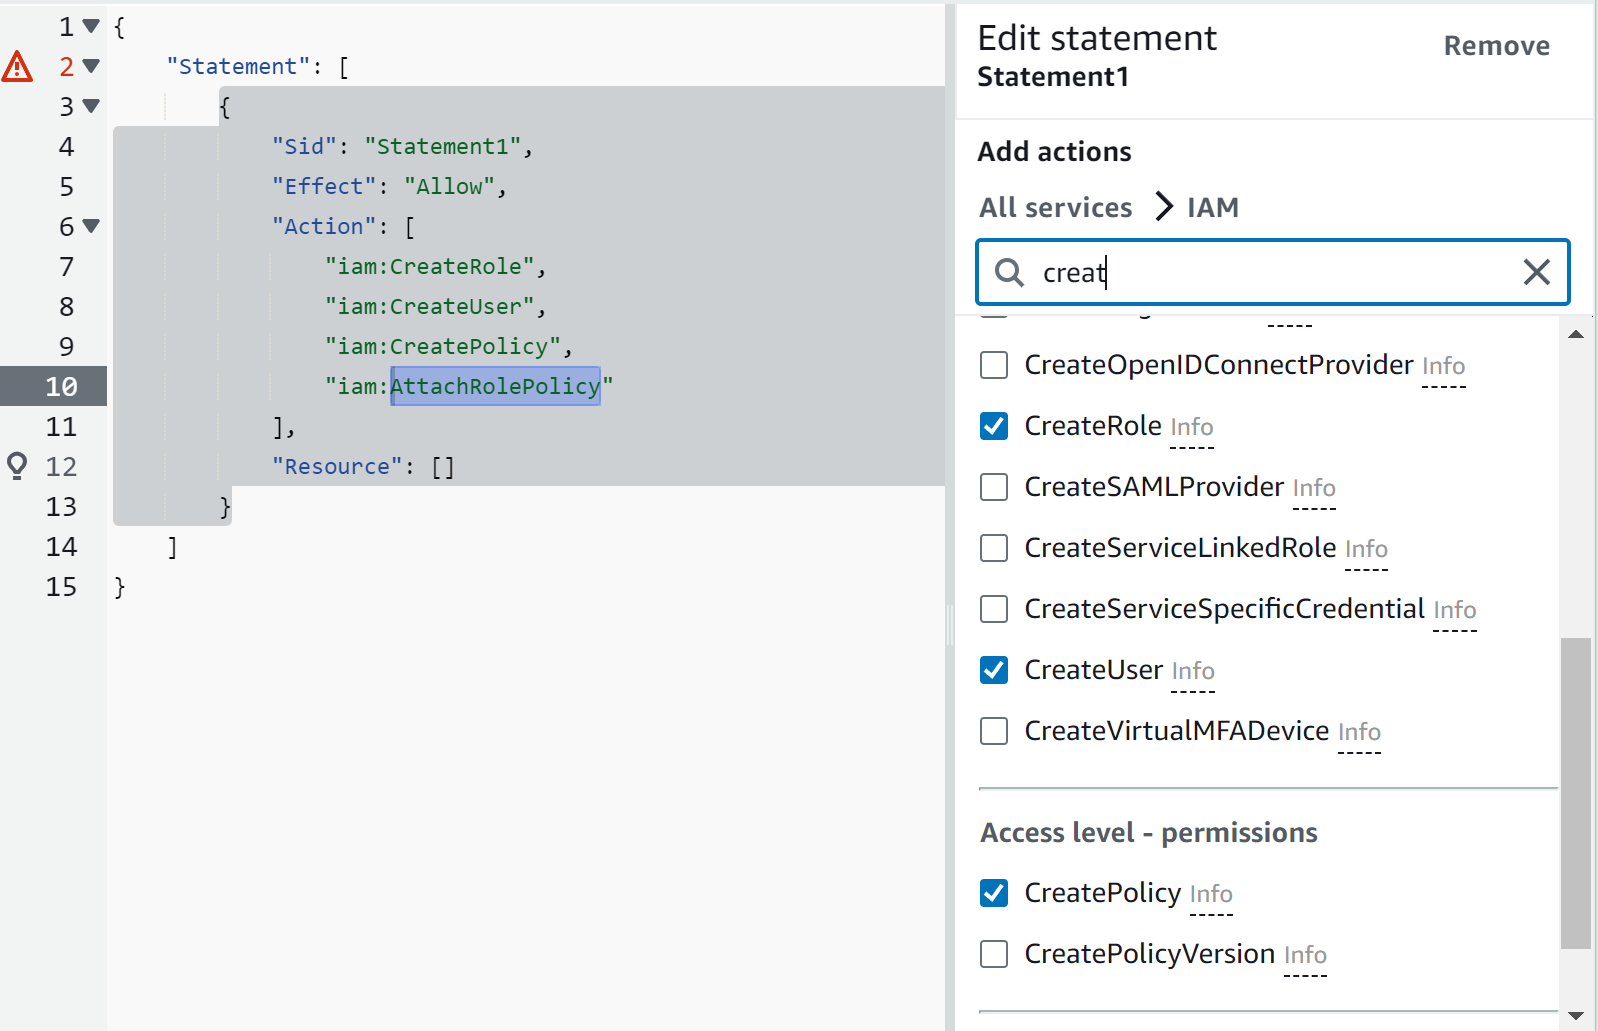 1 {
2 "Statement": [
3 {
4 "Sid": "Statement1",
5 "Effect": "Allow",
6 "Action": [
7 "iam:CreateRole",
8 "iam:CreateUser",
9 "iam:CreatePolicy",
10 "iam:AttachRolePolicy"
11 ],
12 "Resource": []
13 }
14 ]
15 }
Edit statement
Remove
Statement1
Add actions
All services > IAM
creat
CreateOpenIDConnectProvider Info
CreateRole Info
CreateSAMLProvider Info
CreateServiceLinkedRole Info
CreateServiceSpecificCredential Info
CreateUser Info
CreateVirtualMFADevice Info
Access level - permissions
CreatePolicy Info
CreatePolicyVersion Info